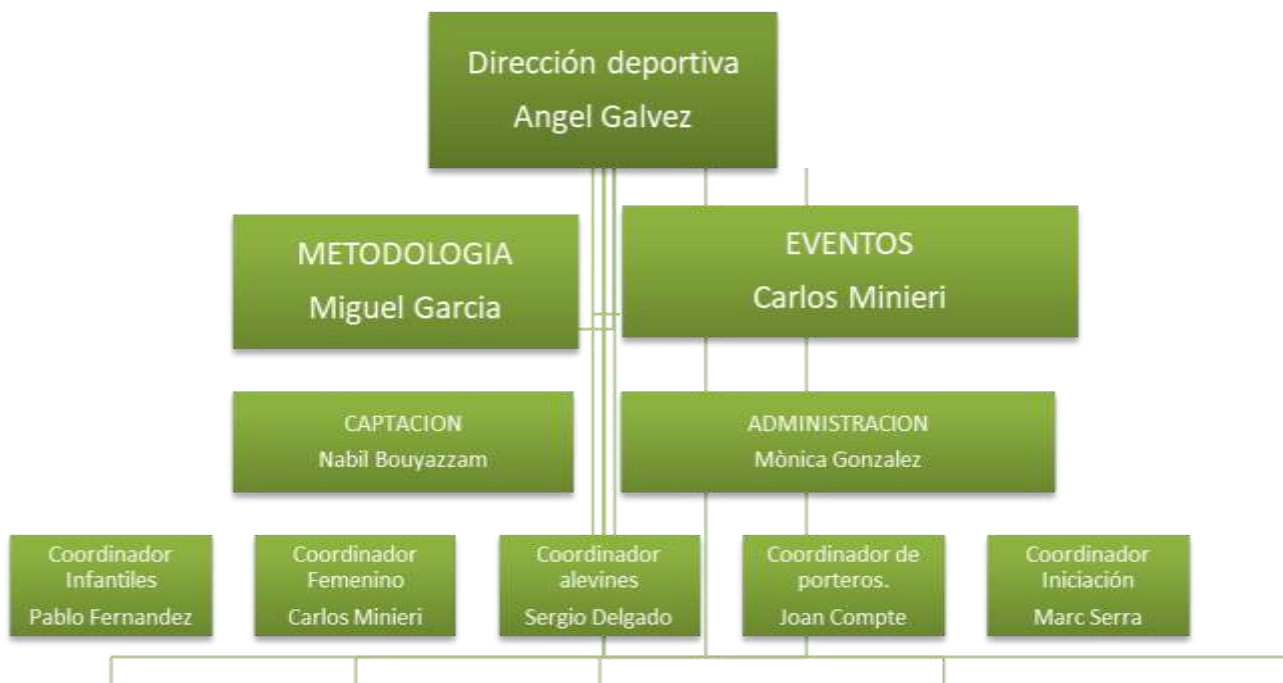 Dirección deportiva
Angel Galvez
METODOLOGIA
Miguel Garcia
EVENTOS
Carlos Minieri
CAPTACION
Nabil Bouyazzam
ADMINISTRACION
Mònica Gonzalez
Coordinador
Infantiles
Pablo Fernandez
Coordinador
Femenino
Carlos Minieri
Coordinador
alevines
Sergio Delgado
Coordinador de
porteros.
Joan Compte
Coordinador
Iniciación
Marc Serra